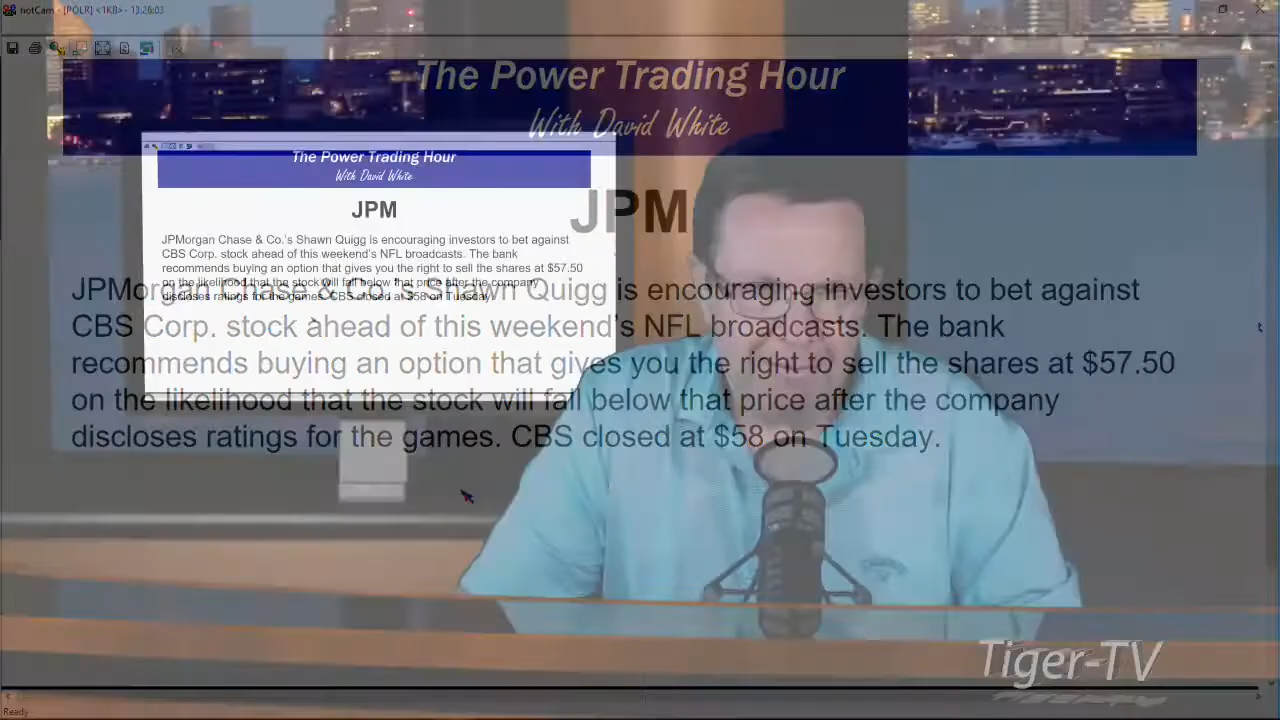 notCam - [POLR] <1KB> - 13:26:03
The Power Trading Hour
With David White
The Power Trading Hour
With David White
JPM
JPMorgan Chase & Co.'s Shawn Quigg is encouraging investors to bet against
CBS Corp. stock ahead of this weekend's NFL broadcasts. The bank
recommends buying an option that gives you the right to sell the shares at $57.50
on the likelihood that the stock will fall below that price after the company
discloses ratings for the games. CBS closed at $58 on Tuesday.
JPM
JPMorgan Chase & Co.'s Shawn Quigg is encouraging investors to bet against
CBS Corp. stock ahead of this weekend's NFL broadcasts. The bank
recommends buying an option that gives you the right to sell the shares at $57.50
on the likelihood that the stock will fall below that price after the company
discloses ratings for the games. CBS closed at $58 on Tuesday.
Tiger-TV
Ready